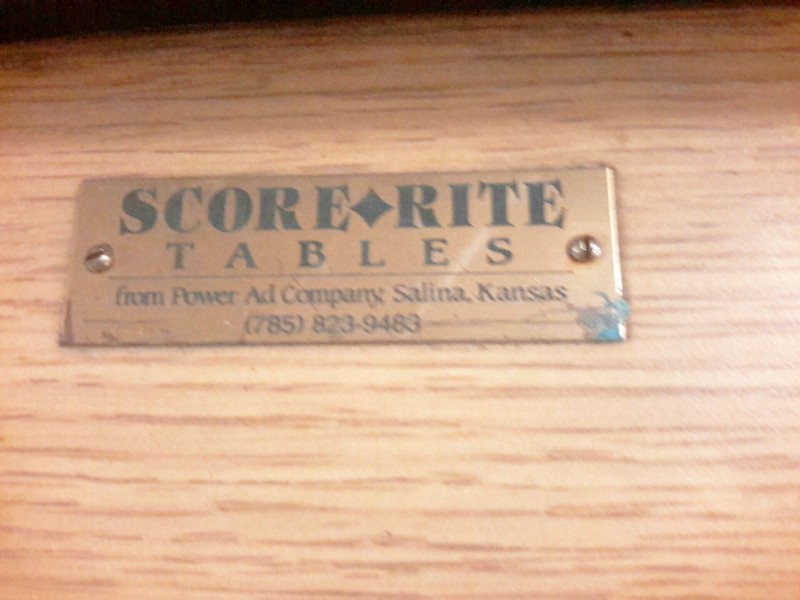 SCORE◆RITE
TABLES
from Power Ad Company, Salina, Kansas
(785) 823-9483